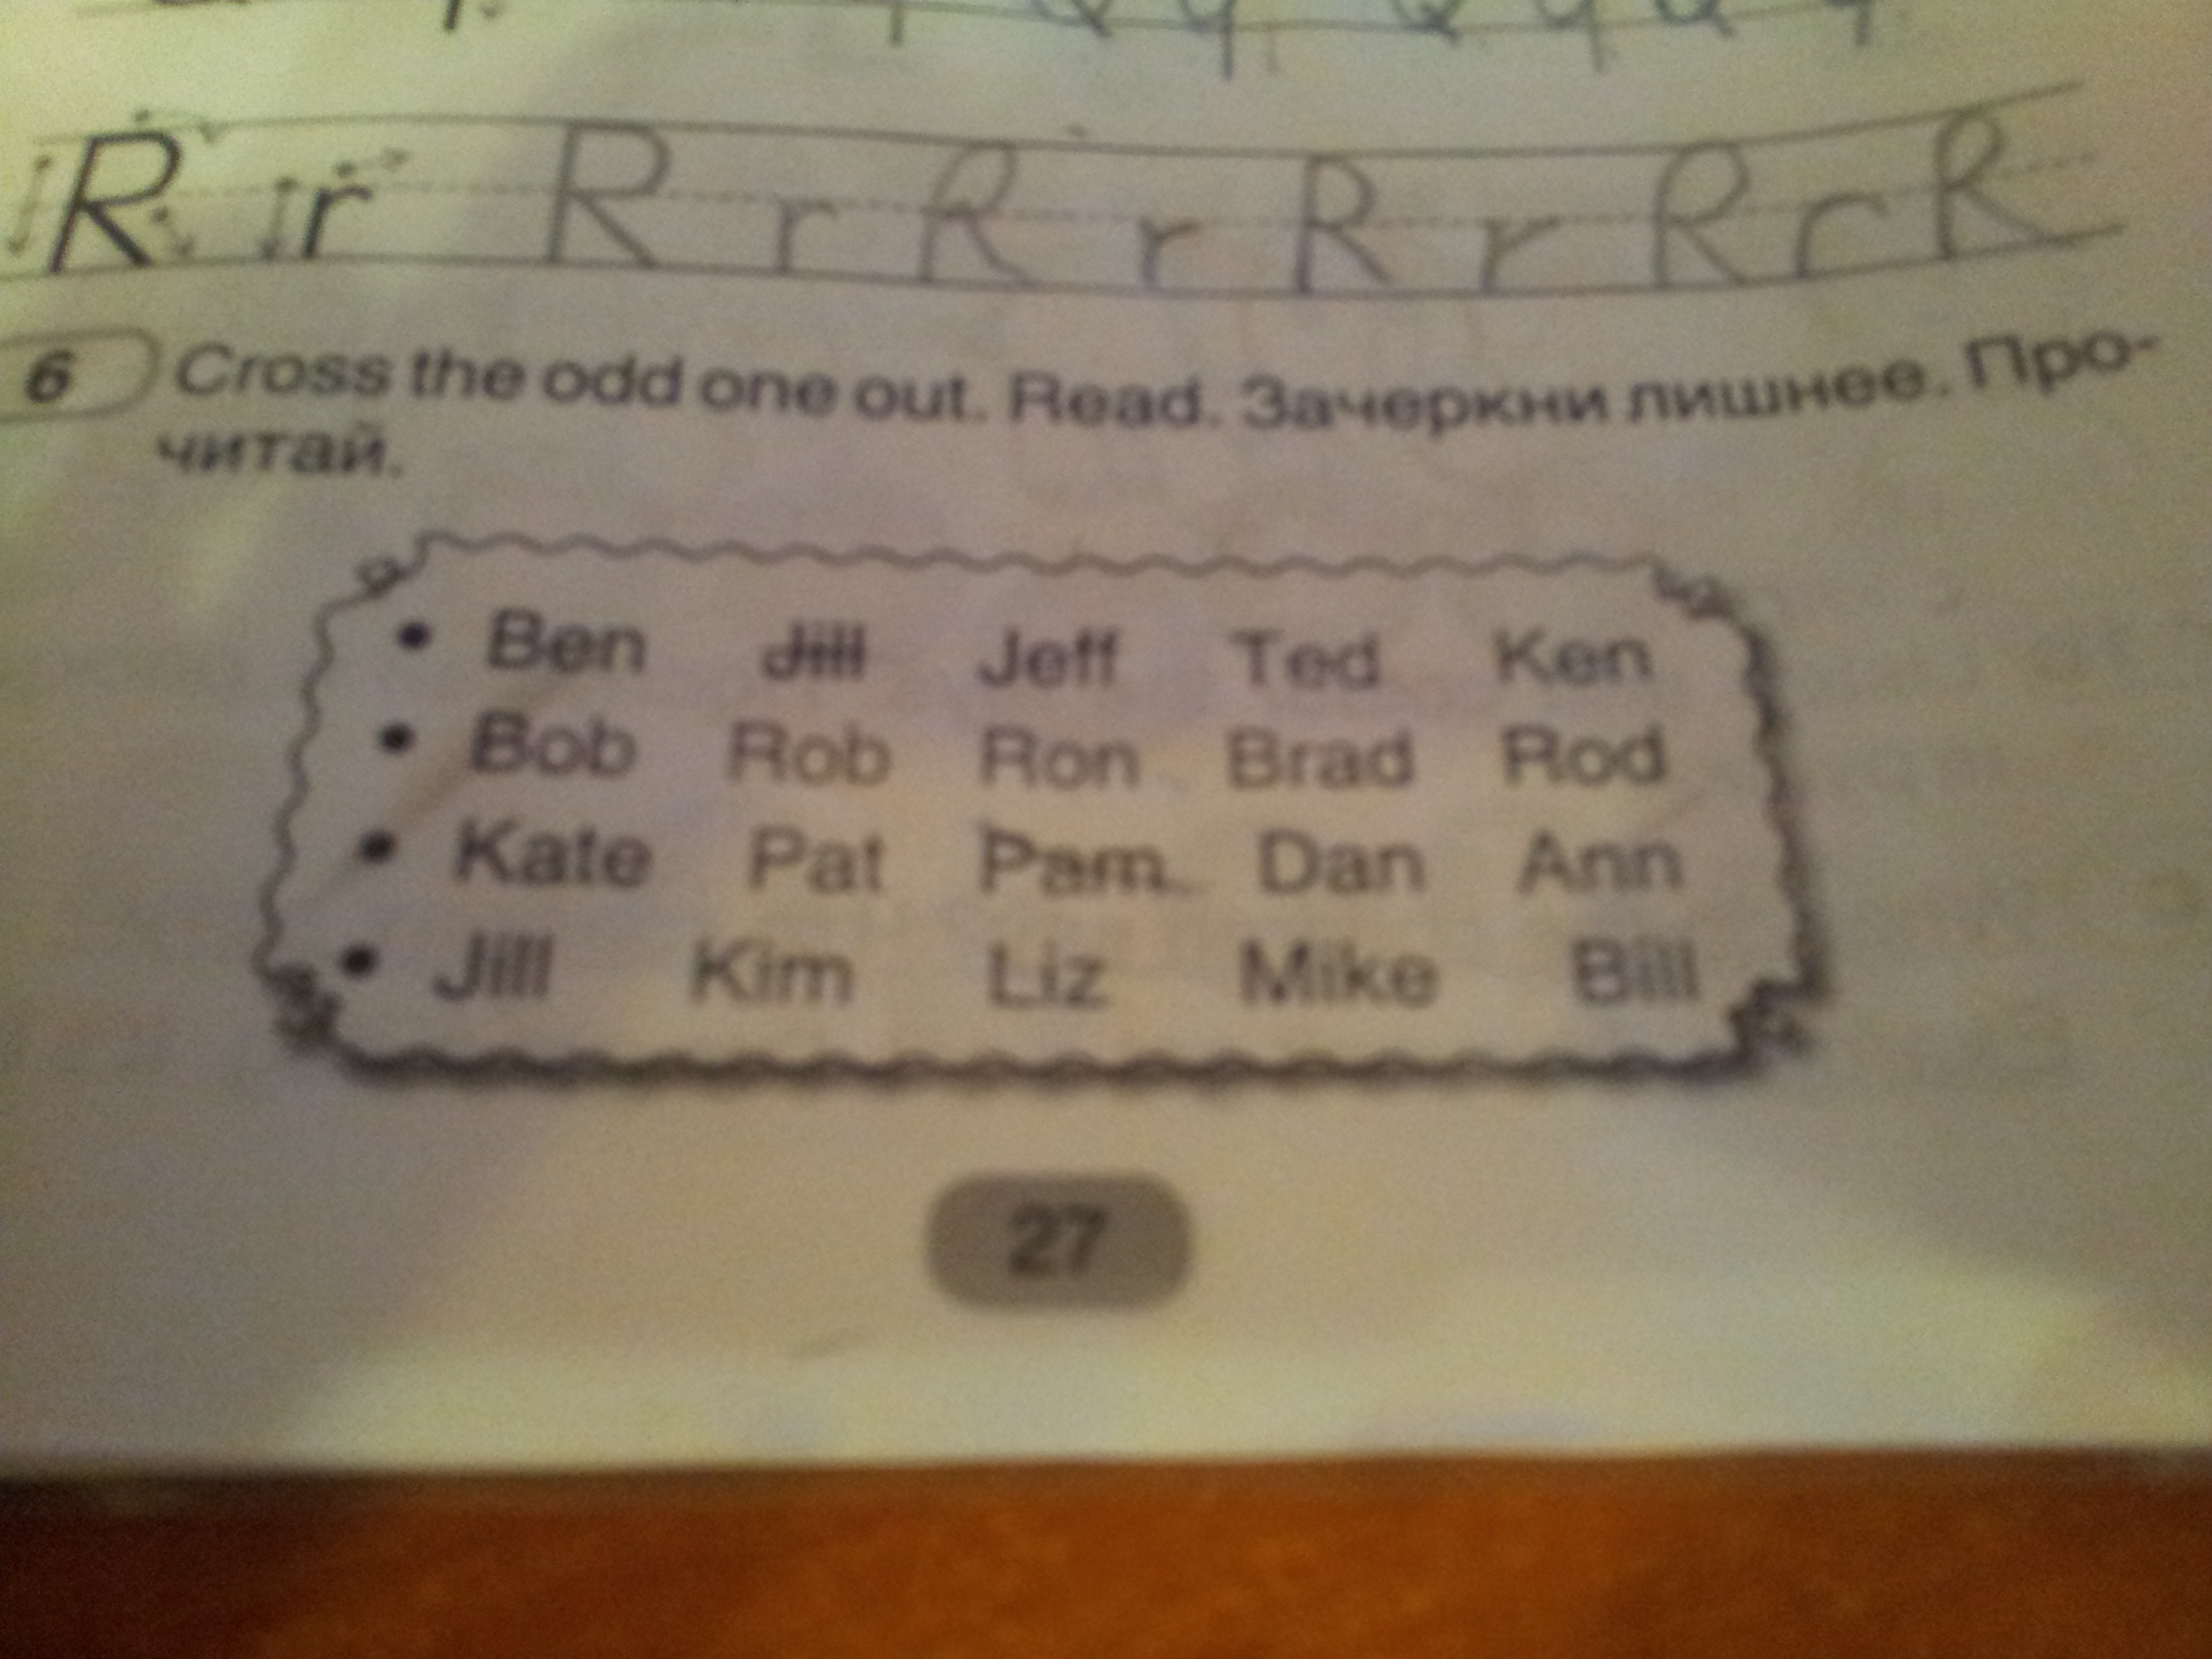 R r R r R r R r R r R
6 Cross the odd one out. Read. Зачеркни лишнее. Про-
читай.
• Ben Jill Jeff Ted Ken
• Bob Rob Ron Brad Rod
• Kate Pat Pam Dan Ann
• Jill Kim Liz Mike Bill
27